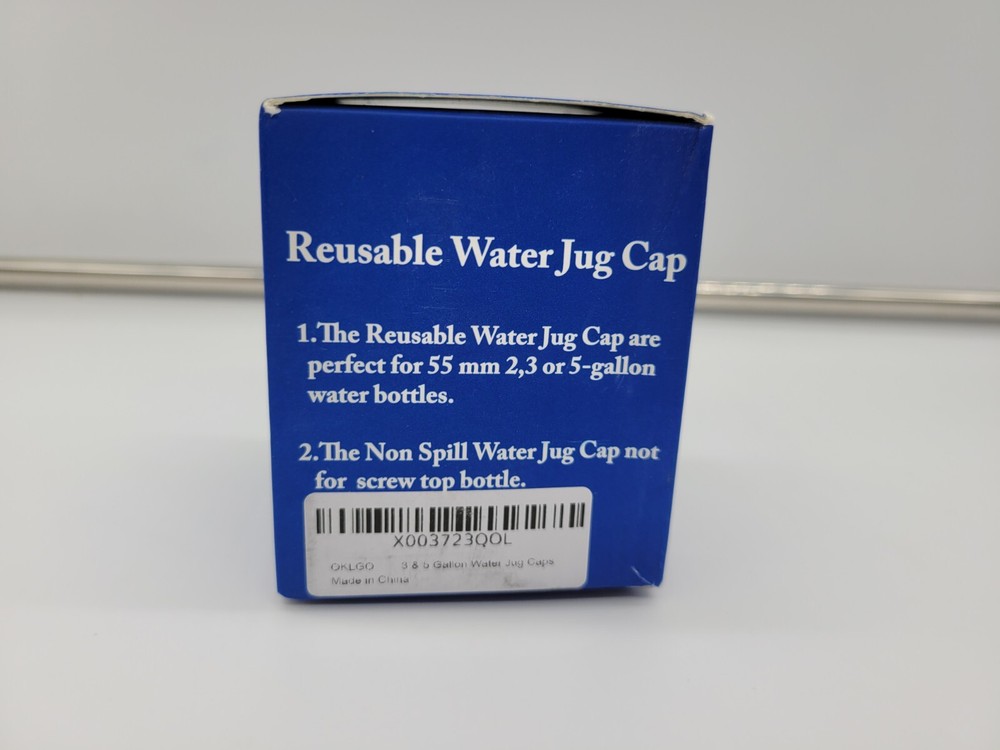 Reusable Water Jug Cap
1.The Reusable Water Jug Cap are
perfect for 55 mm 2,3 or 5-gallon
water bottles.
2.The Non Spill Water Jug Cap not
for screw top bottle.
X003723QOL
OKLGO 3 & 5 Gallon Water Jug Caps
Made in China